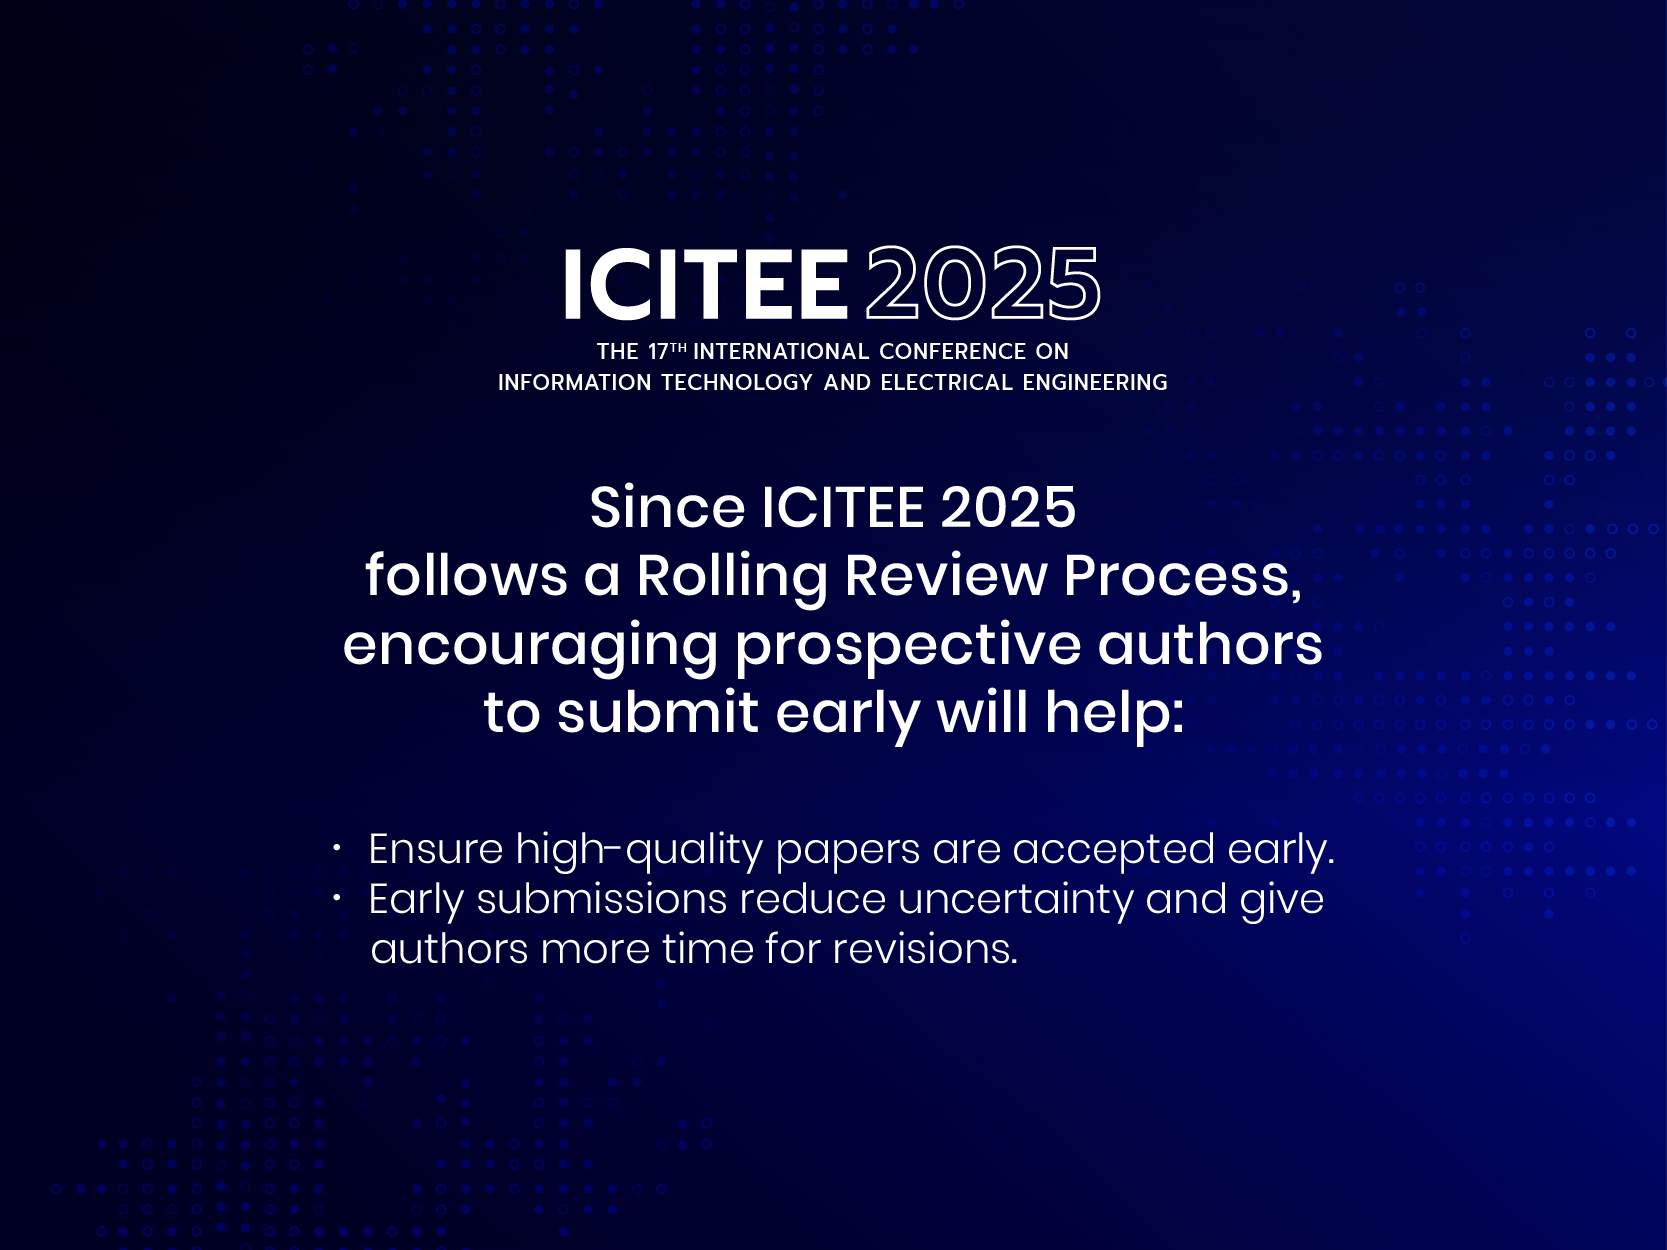 ICITEE 2025
THE 17TH INTERNATIONAL CONFERENCE ON
INFORMATION TECHNOLOGY AND ELECTRICAL ENGINEERING
Since ICITEE 2025
follows a Rolling Review Process,
encouraging prospective authors
to submit early will help:
• Ensure high-quality papers are accepted early.
• Early submissions reduce uncertainty and give
authors more time for revisions.